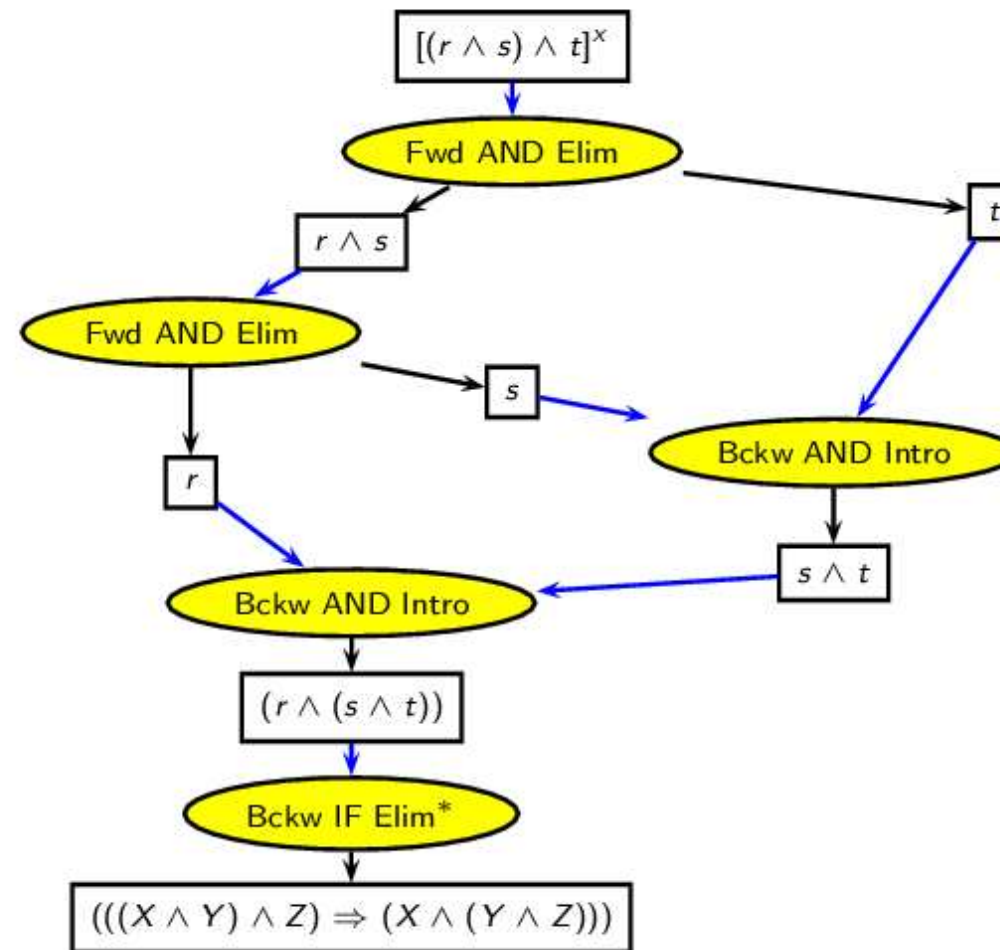 [(r ∧ s) ∧ t]ˣ
Fwd AND Elim
t
r ∧ s
Fwd AND Elim
s
Bckw AND Intro
r
s ∧ t
Bckw AND Intro
(r ∧ (s ∧ t))
Bckw IF Elim*
(((X ∧ Y) ∧ Z) ⇒ (X ∧ (Y ∧ Z)))